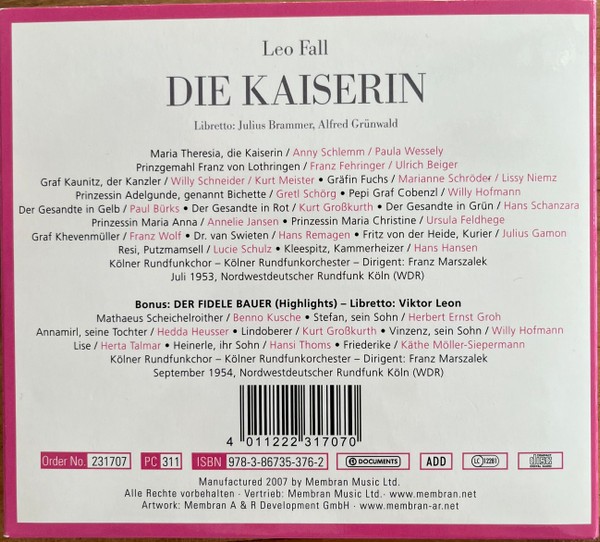 Leo Fall
DIE KAISERIN
Libretto: Julius Brammer, Alfred Grünwald
Maria Theresia, die Kaiserin / Anny Schlemm / Paula Wessely
Prinzgemahl Franz von Lothringen / Franz Fehringer / Ulrich Beiger
Graf Kaunitz, der Kanzler / Willy Schneider / Kurt Meister • Gräfin Fuchs / Marianne Schröder / Lissy Niemz
Prinzessin Adelgunde, genannt Bichette / Gretl Schörg • Pepi Graf Cobenzl / Willy Hofmann
Der Gesandte in Gelb / Paul Bürks • Der Gesandte in Rot / Kurt Großkurth • Der Gesandte in Grün / Hans Schanzara
Prinzessin Maria Anna / Annelie Jansen • Prinzessin Maria Christine / Ursula Feldhege
Graf Khevenmüller / Franz Wolf • Dr. van Swieten / Hans Remagen • Fritz von der Heide, Kurier / Julius Gamon
Resi, Putzmamsell / Lucie Schulz • Kleespitz, Kammerheizer / Hans Hansen
Kölner Rundfunkchor – Kölner Rundfunkorchester – Dirigent: Franz Marszalek
Juli 1953, Nordwestdeutscher Rundfunk Köln (WDR)
Bonus: DER FIDELE BAUER (Highlights) – Libretto: Viktor Leon
Mathaeus Scheichelroither / Benno Kusche • Stefan, sein Sohn / Herbert Ernst Groh
Annamirl, seine Tochter / Hedda Heusser • Lindoberer / Kurt Großkurth • Vinzenz, sein Sohn / Willy Hofmann
Lise / Herta Talmar • Heinerle, ihr Sohn / Hansi Thoms • Friederike / Käthe Möller-Siepermann
Kölner Rundfunkchor – Kölner Rundfunkorchester – Dirigent: Franz Marszalek
September 1954, Nordwestdeutscher Rundfunk Köln (WDR)
4 011222 317070
Order No. 231707 PC 311 ISBN 978-3-86735-376-2 DOCUMENTS ADD LC 12281 COMPACT disc DIGITAL AUDIO
Manufactured 2007 by Membran Music Ltd.
Alle Rechte vorbehalten · Vertrieb: Membran Music Ltd.· www.membran.net
Artwork: Membran A & R Development GmbH · www.membran-ar.net